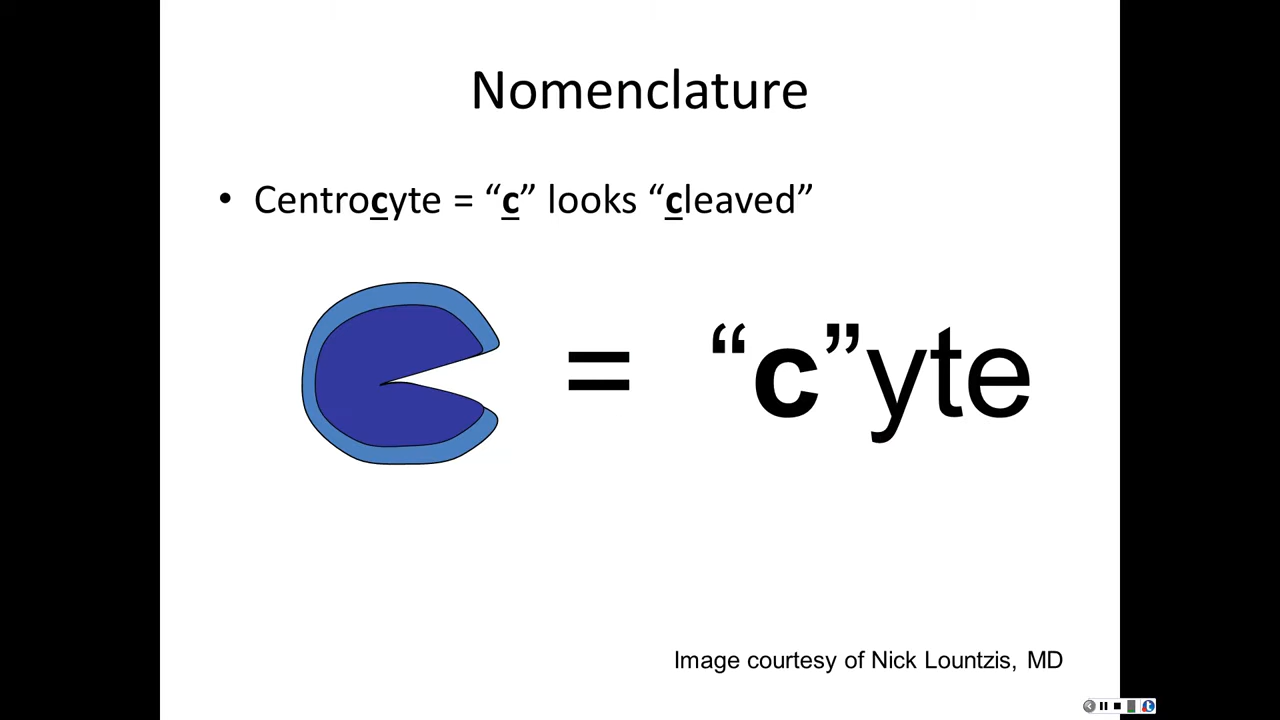 Nomenclature
• Centrocyte = “c” looks “cleaved”
= “c”yte
Image courtesy of Nick Lountzis, MD